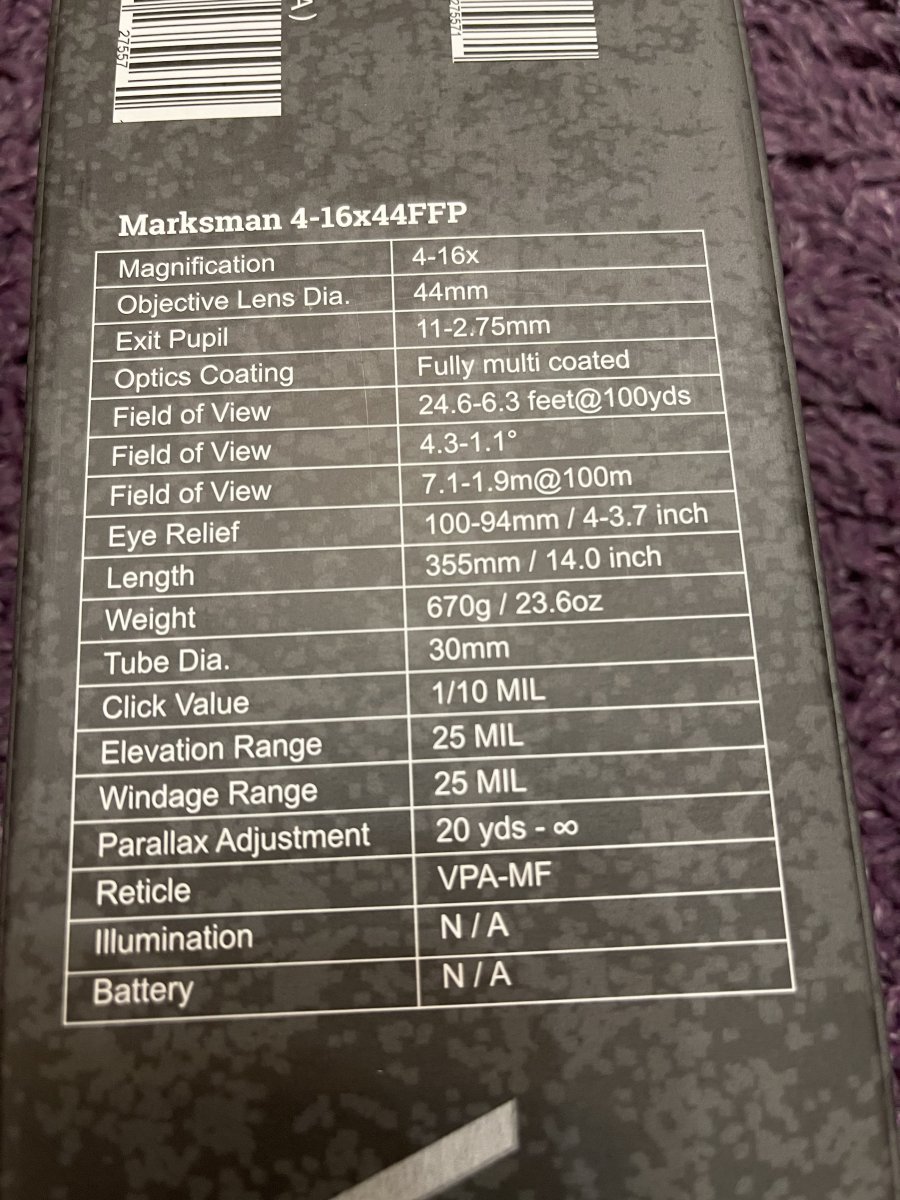 27557
275571
A)
Marksman 4-16x44FFP
Magnification 4-16x
Objective Lens Dia. 44mm
Exit Pupil 11-2.75mm
Optics Coating Fully multi coated
Field of View 24.6-6.3 feet@100yds
Field of View 4.3-1.1°
Field of View 7.1-1.9m@100m
Eye Relief 100-94mm / 4-3.7 inch
Length 355mm / 14.0 inch
Weight 670g / 23.6oz
Tube Dia. 30mm
Click Value 1/10 MIL
Elevation Range 25 MIL
Windage Range 25 MIL
Parallax Adjustment 20 yds - ∞
Reticle VPA-MF
Illumination N / A
Battery N / A